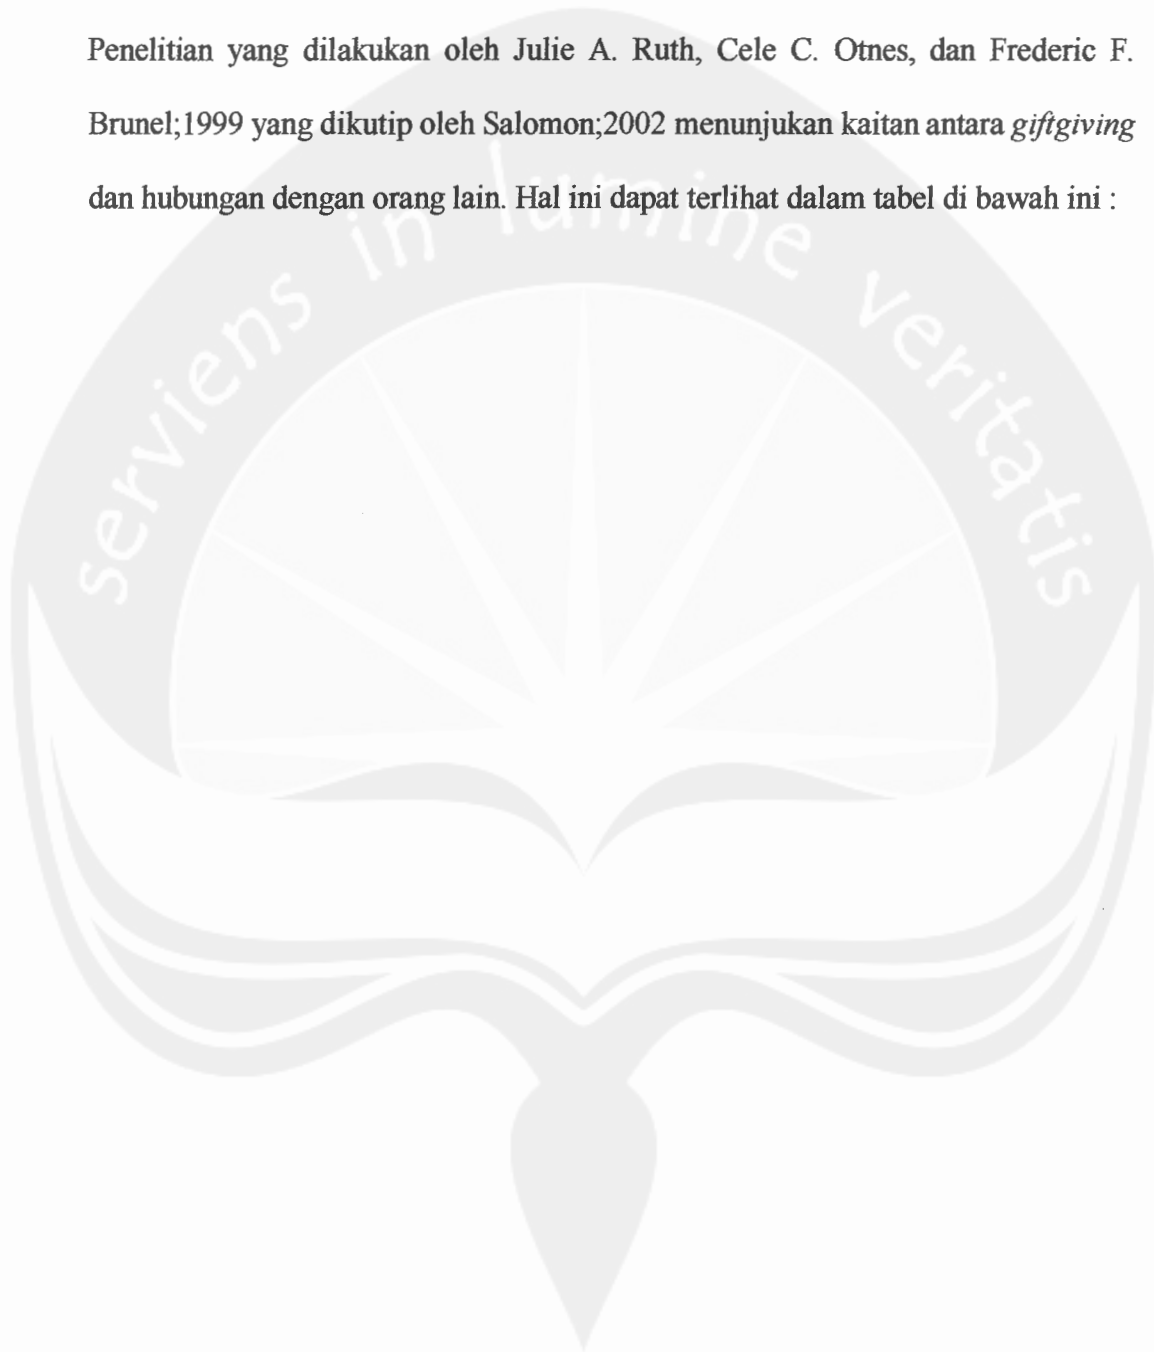 Penelitian yang dilakukan oleh Julie A. Ruth, Cele C. Otnes, dan Frederic F.
Brunel;1999 yang dikutip oleh Salomon;2002 menunjukan kaitan antara giftgiving
dan hubungan dengan orang lain. Hal ini dapat terlihat dalam tabel di bawah ini :
serviens in lumine veritatis